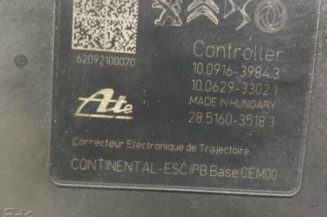 62092100070
Controller
10.0916-3984.3
10.0629-3302.1
MADE IN HUNGARY
28.5160-3518.3
Ate
Correcteur Electronique de Trajectoire
CONTINENTAL-ESC IPB Base GEM00